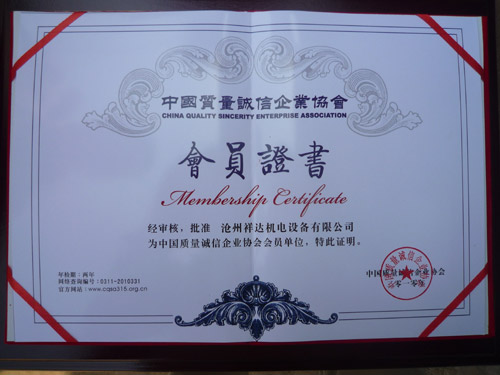 中國質量誠信企業協會
CHINA QUALITY SINCERITY ENTERPRISE ASSOCIATION
會員證書
Membership Certificate
经审核，批准 沧州祥达机电设备有限公司
为中国质量诚信企业协会会员单位，特此证明。
年检期：两年
网络查询编号：0311-2010331
官方网站：www.cqsa315.org.cn
中国质量诚信企业协会